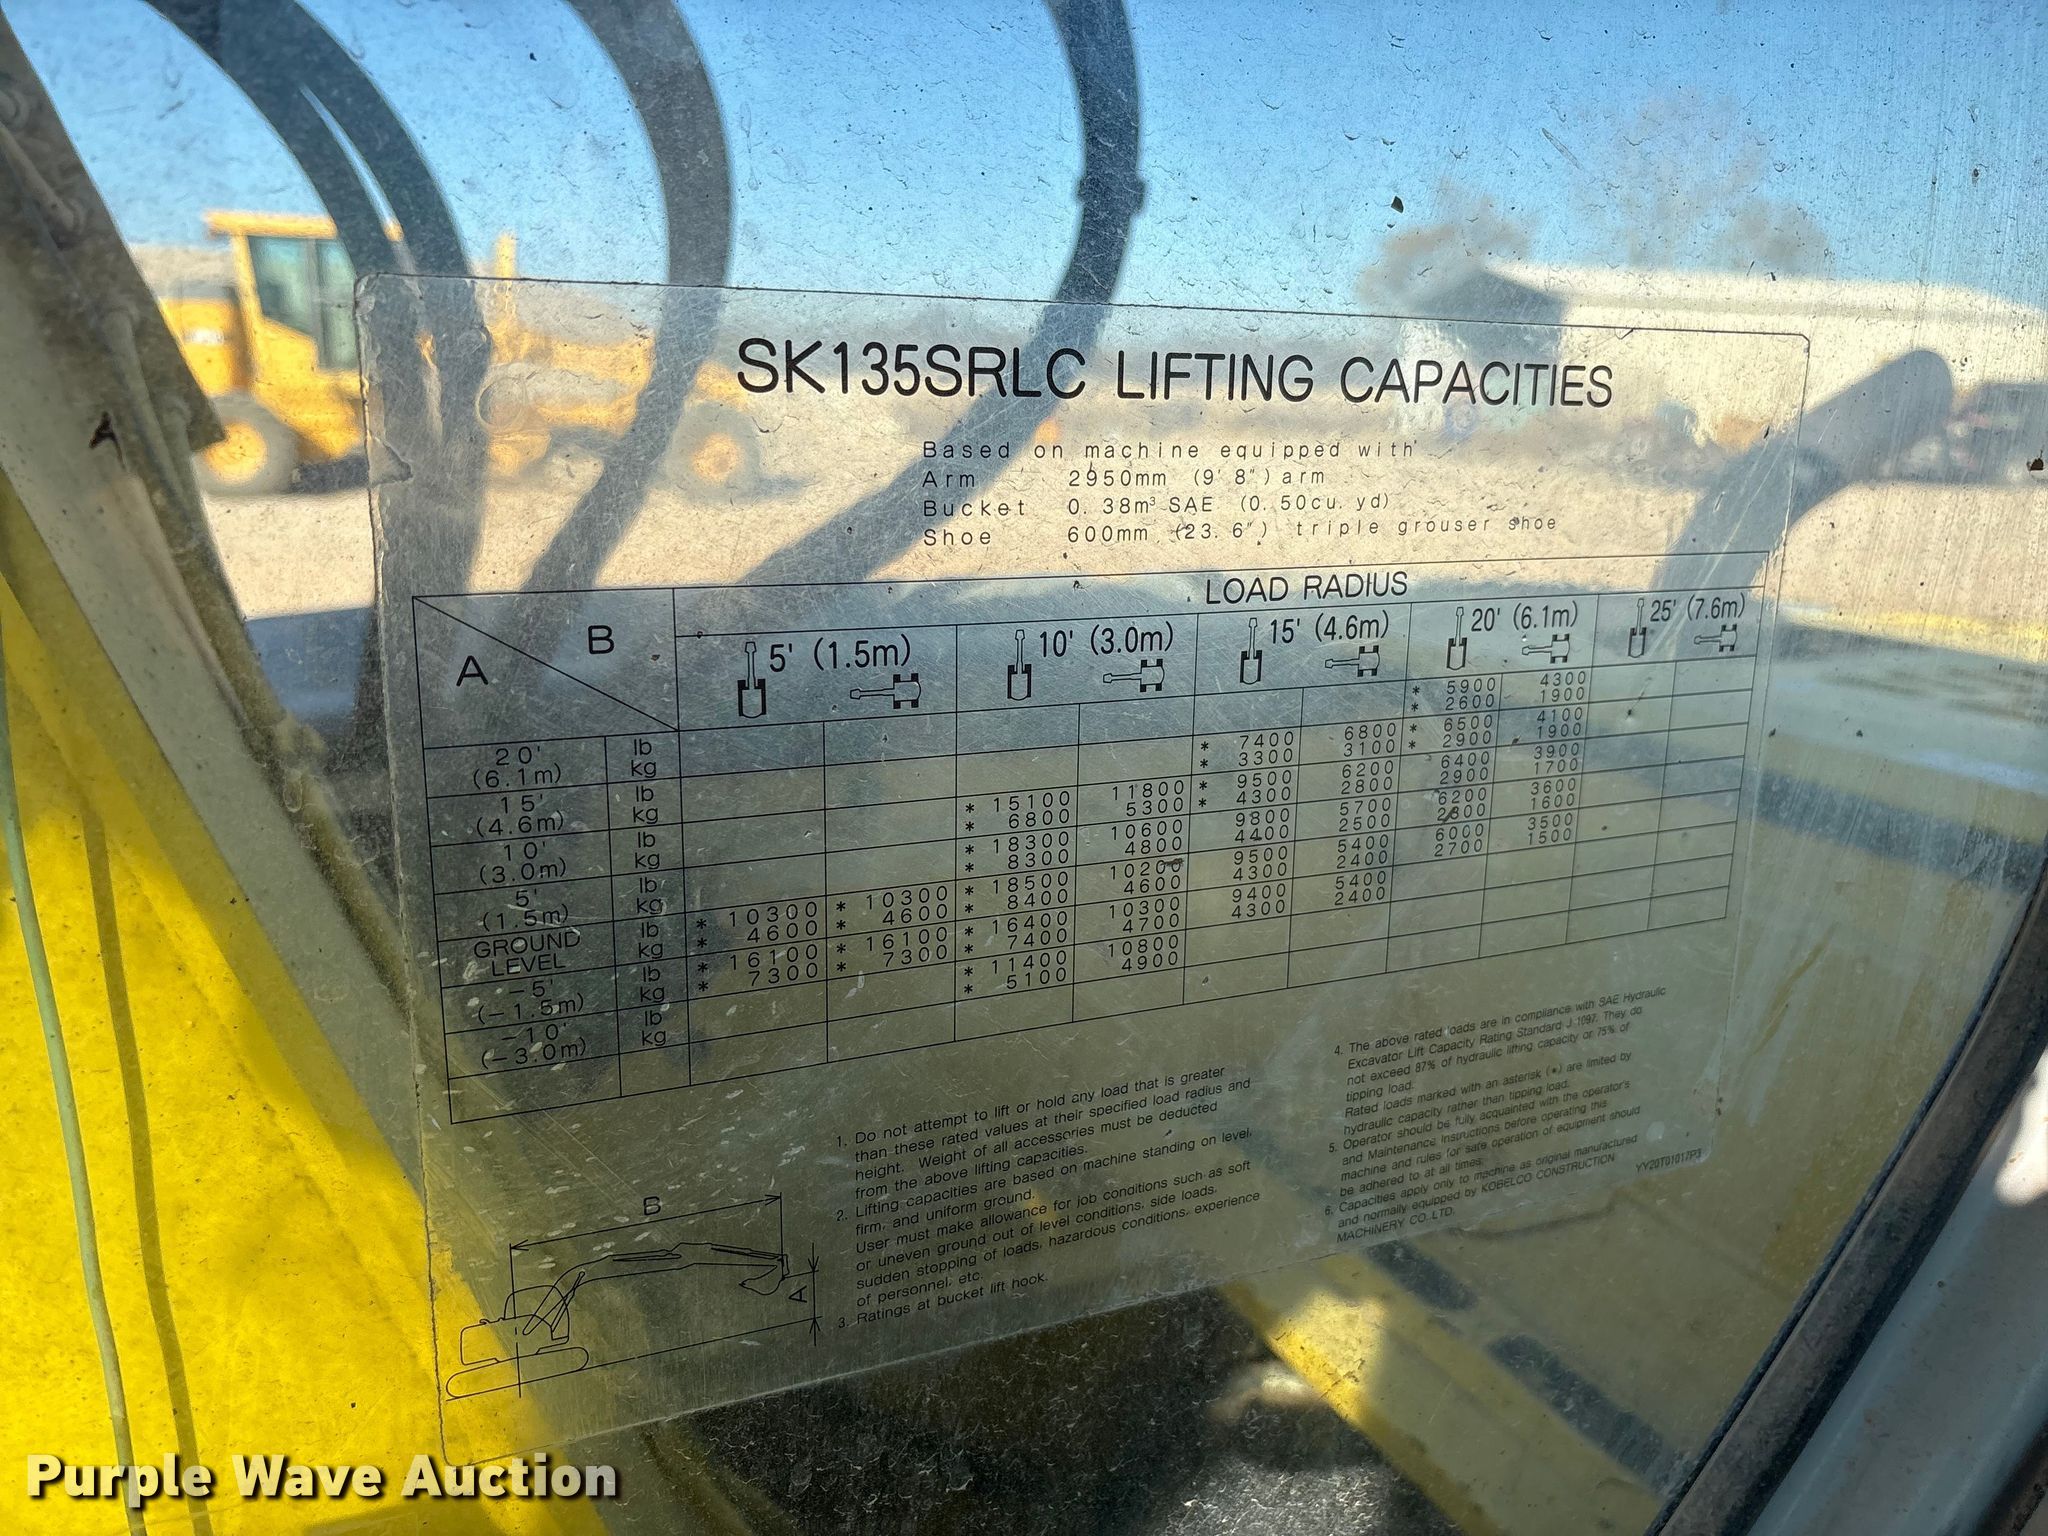 SK135SRLC LIFTING CAPACITIES
Based on machine equipped with
Arm 2950mm (9' 8") arm
Bucket 0.38m³ SAE (0.50cu. yd)
Shoe 600mm (23.6") triple grouser shoe
LOAD RADIUS
A B 5' (1.5m) 10' (3.0m) 15' (4.6m) 20' (6.1m) 25' (7.6m)
20' lb * 5900 4300
(6.1m) kg * 2600 1900
15' lb * 7400 6800 * 6500 4100
(4.6m) kg * 3300 3100 * 2900 1900
10' lb * 15100 11800 * 9500 6200 6400 3900
(3.0m) kg * 6800 5300 * 4300 2800 2900 1700
5' lb * 18300 10600 9800 5700 6200 3600
(1.5m) kg * 8300 4800 4400 2500 2800 1600
GROUND lb * 10300 * 10300 * 18500 10200 9500 5400 6000 3500
LEVEL kg * 4600 * 4600 * 8400 4600 4300 2400 2700 1500
-5' lb * 16100 * 16100 * 16400 10300 9400 5400
(-1.5m) kg * 7300 * 7300 * 7400 4700 4300 2400
-10' lb * 11400 10800
(-3.0m) kg * 5100 4900
B
A
1. Do not attempt to lift or hold any load that is greater
than these rated values at their specified load radius and
height. Weight of all accessories must be deducted
from the above lifting capacities.
2. Lifting capacities are based on machine standing on level,
firm, and uniform ground.
User must make allowance for job conditions such as soft
or uneven ground out of level conditions, side loads,
sudden stopping of loads, hazardous conditions, experience
of personnel, etc.
3. Ratings at bucket lift hook.
4. The above rated loads are in compliance with SAE Hydraulic
Excavator Lift Capacity Rating Standard J 1097. They do
not exceed 87% of hydraulic lifting capacity or 75% of
tipping load.
Rated loads marked with an asterisk (*) are limited by
hydraulic capacity rather than tipping load.
5. Operator should be fully acquainted with the operator's
and Maintenance Instructions before operating this
machine and rules for safe operation of equipment should
be adhered to at all times.
6. Capacities apply only to machine as original manufactured
and normally equipped by KOBELCO CONSTRUCTION
MACHINERY CO. LTD.
YY20T01017P3
Purple Wave Auction